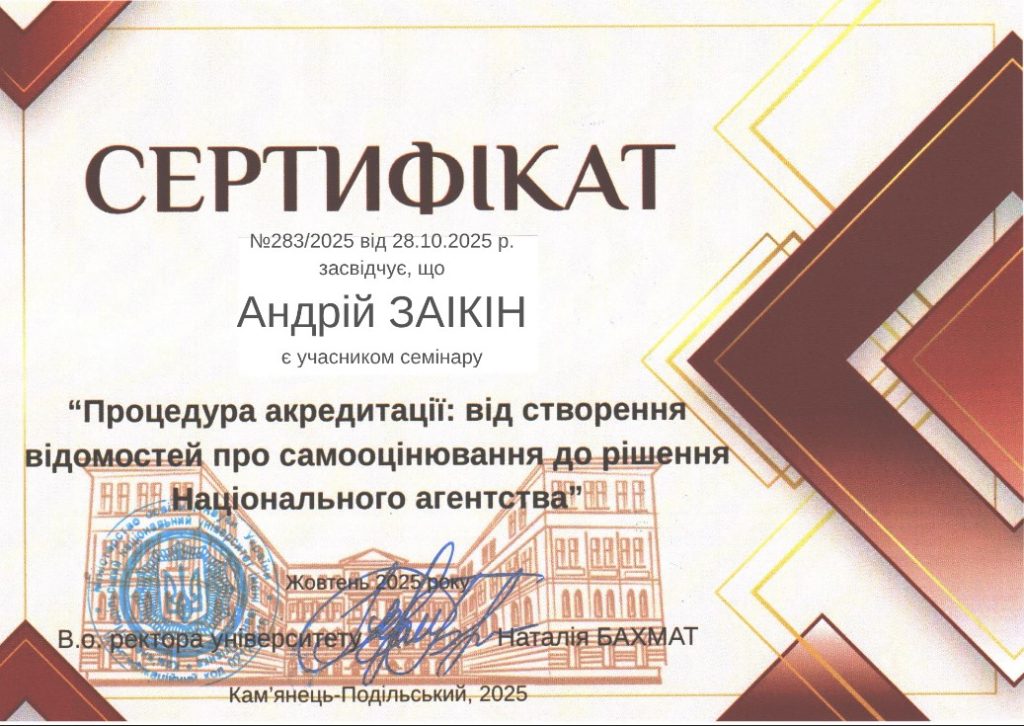 СЕРТИФІКАТ
№283/2025 від 28.10.2025 р.
засвідчує, що
Андрій ЗАІКІН
є учасником семінару
“Процедура акредитації: від створення
відомостей про самооцінювання до рішення
Національного агентства”
Жовтень 2025 року
В.о. ректора університету Наталія БАХМАТ
Кам’янець-Подільський, 2025